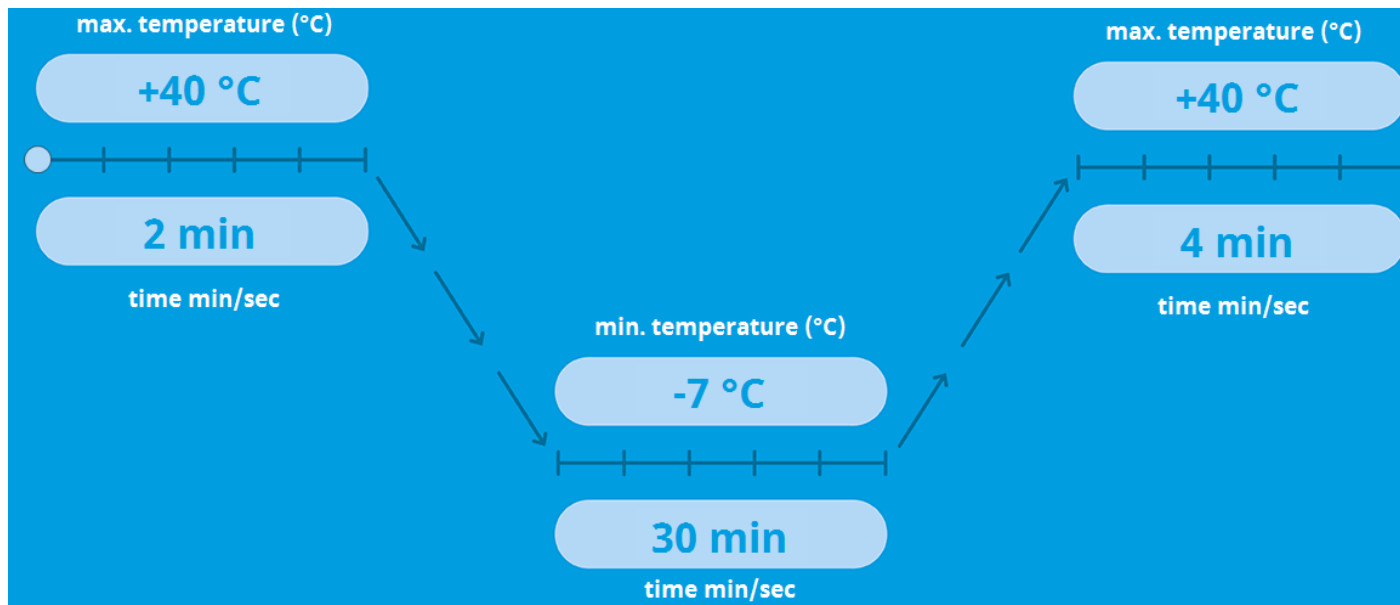 max. temperature (°C)
+40 °C
2 min
time min/sec
min. temperature (°C)
-7 °C
30 min
time min/sec
max. temperature (°C)
+40 °C
4 min
time min/sec